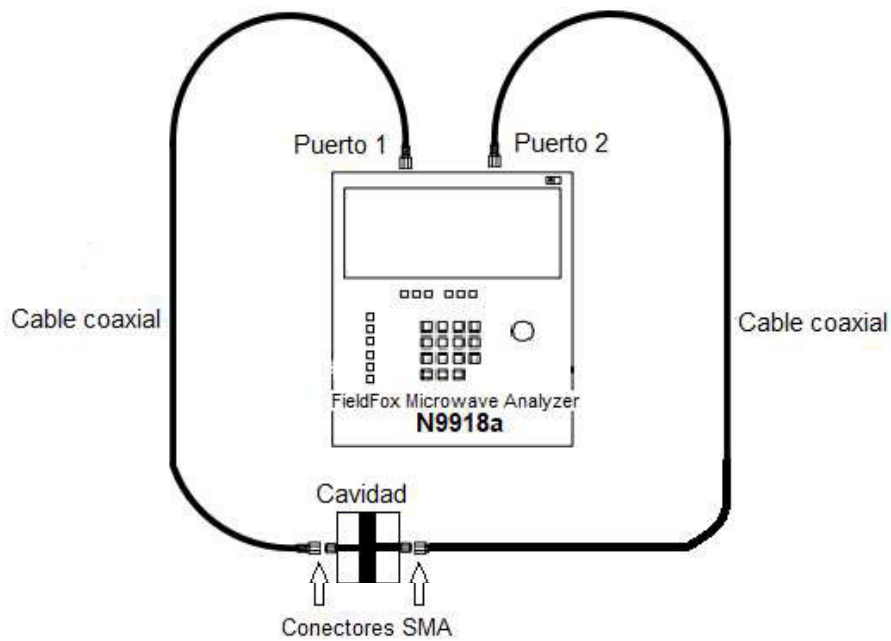 Puerto 1
Puerto 2
Cable coaxial
Cable coaxial
FieldFox Microwave Analyzer
N9918a
Cavidad
Conectores SMA